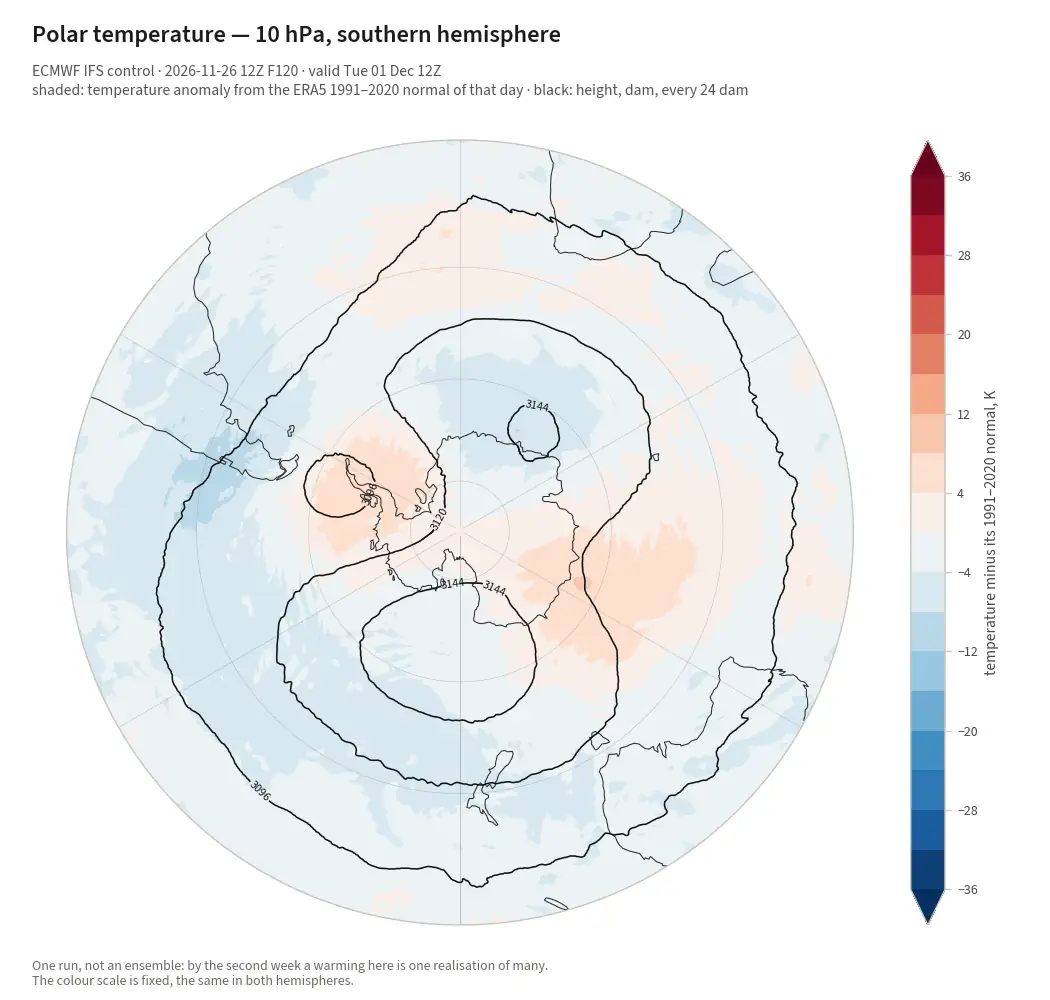 Polar temperature — 10 hPa, southern hemisphere
ECMWF IFS control · 2026-11-26 12Z F120 · valid Tue 01 Dec 12Z
shaded: temperature anomaly from the ERA5 1991–2020 normal of that day · black: height, dam, every 24 dam
36
28
20
12
4
−4
−12
−20
−28
−36
temperature minus its 1991–2020 normal, K
3144
3096
3120
3144
3144
3096
One run, not an ensemble: by the second week a warming here is one realisation of many.
The colour scale is fixed, the same in both hemispheres.